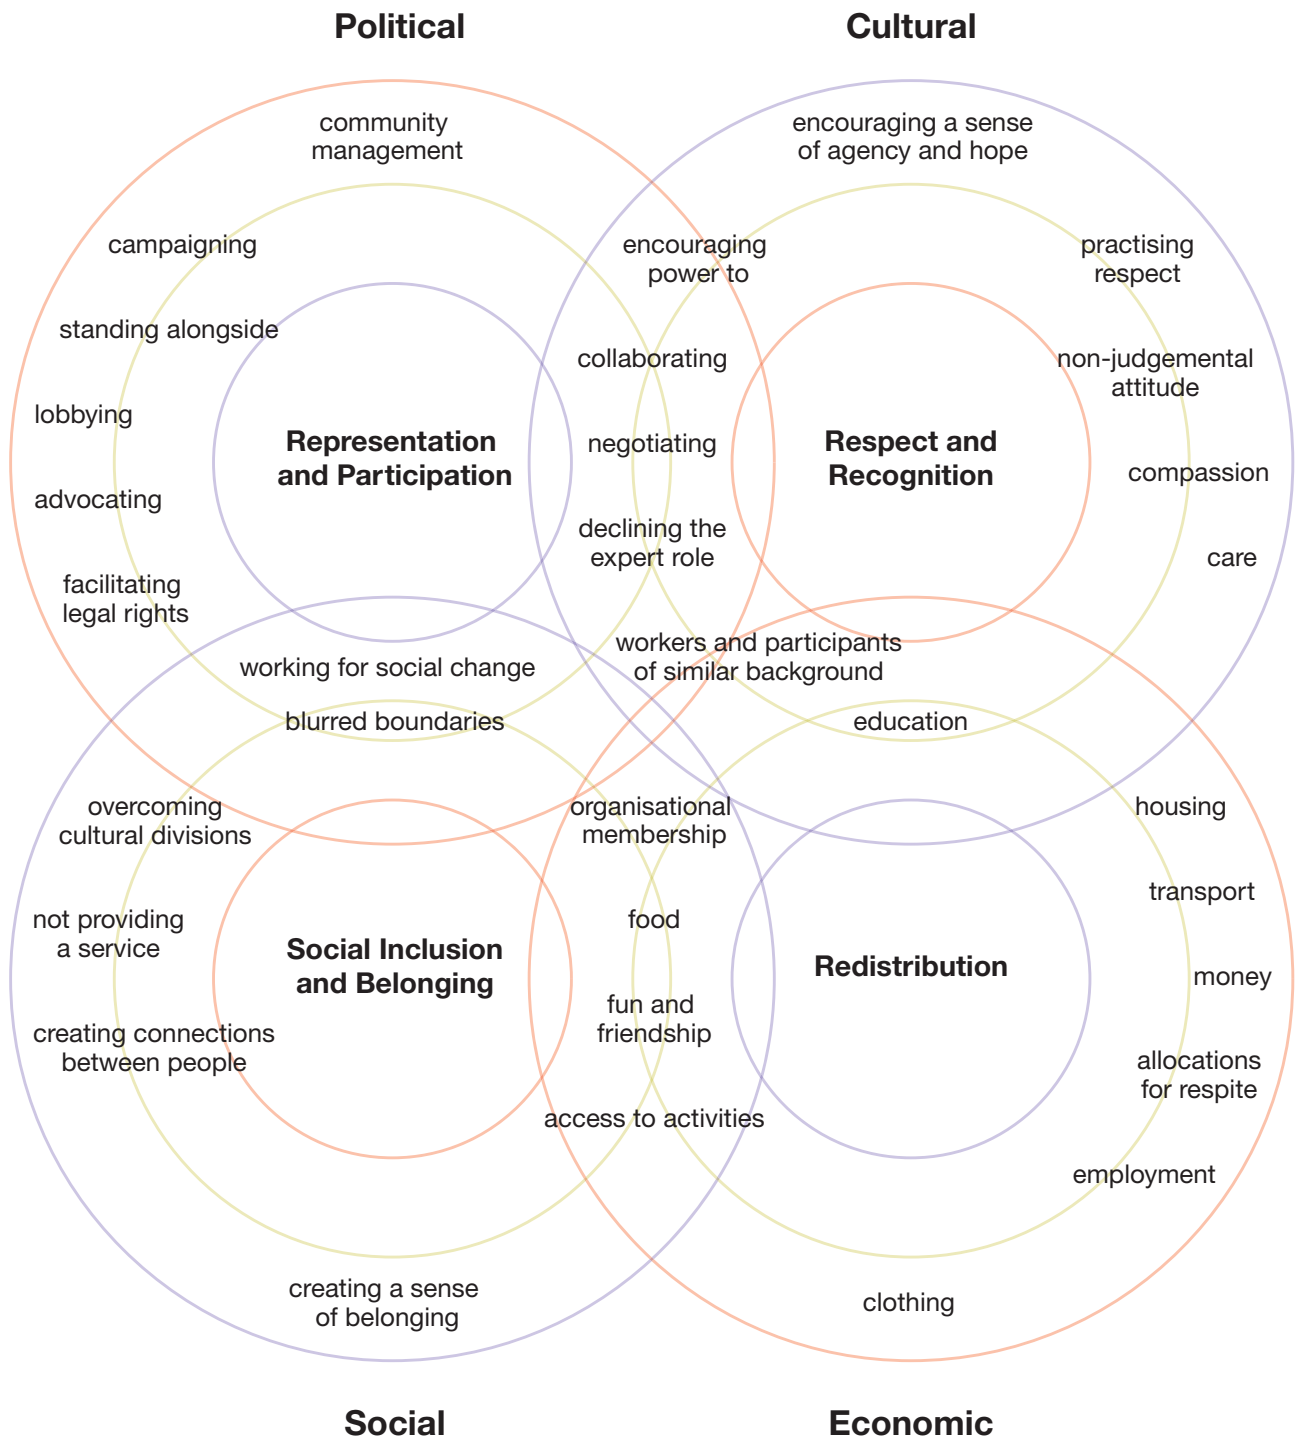 Political
Cultural
community
management
encouraging a sense
of agency and hope
campaigning
encouraging
power to
practising
respect
standing alongside
collaborating
non-judgemental
attitude
lobbying
Representation
and Participation
negotiating
Respect and
Recognition
compassion
advocating
declining the
expert role
care
facilitating
legal rights
working for social change
workers and participants
of similar background
blurred boundaries
education
overcoming
cultural divisions
organisational
membership
housing
transport
not providing
a service
food
Social Inclusion
and Belonging
Redistribution
money
fun and
friendship
creating connections
between people
allocations
for respite
access to activities
employment
creating a sense
of belonging
clothing
Social
Economic